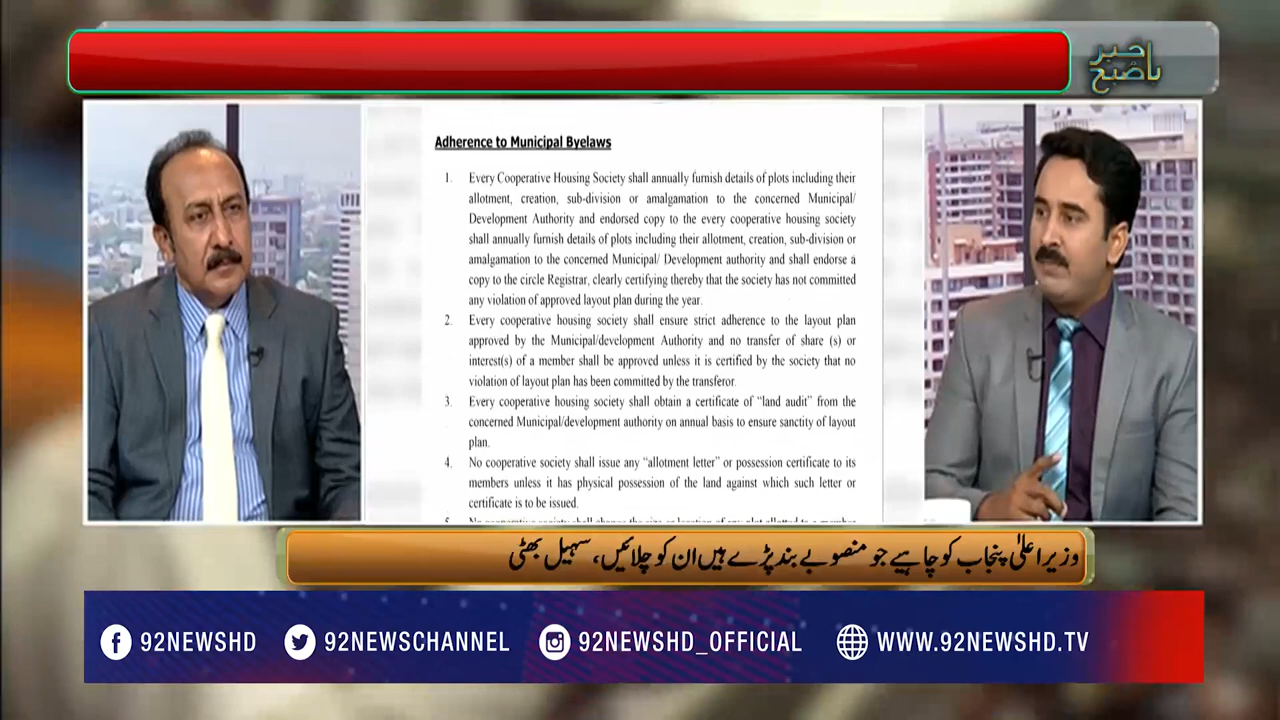 باخبر صبح
Adherence to Municipal Byelaws
1. Every Cooperative Housing Society shall annually furnish details of plots including their
allotment, creation, sub-division or amalgamation to the concerned Municipal/
Development Authority and endorsed copy to the every cooperative housing society
shall annually furnish details of plots including their allotment, creation, sub-division or
amalgamation to the concerned Municipal/ Development authority and shall endorse a
copy to the circle Registrar, clearly certifying thereby that the society has not committed
any violation of approved layout plan during the year.
2. Every cooperative housing society shall ensure strict adherence to the layout plan
approved by the Municipal/development Authority and no transfer of share (s) or
interest(s) of a member shall be approved unless it is certified by the society that no
violation of layout plan has been committed by the transferor.
3. Every cooperative housing society shall obtain a certificate of “land audit” from the
concerned Municipal/development authority on annual basis to ensure sanctity of layout
plan.
4. No cooperative society shall issue any “allotment letter” or possession certificate to its
members unless it has physical possession of the land against which such letter or
certificate is to be issued.
وزیراعلیٰ پنجاب کو چاہیے جو منصوبے بند پڑے ہیں ان کو چلائیں، سہیل بھٹی
92NEWSHD 92NEWSCHANNEL 92NEWSHD_OFFICIAL WWW.92NEWSHD.TV